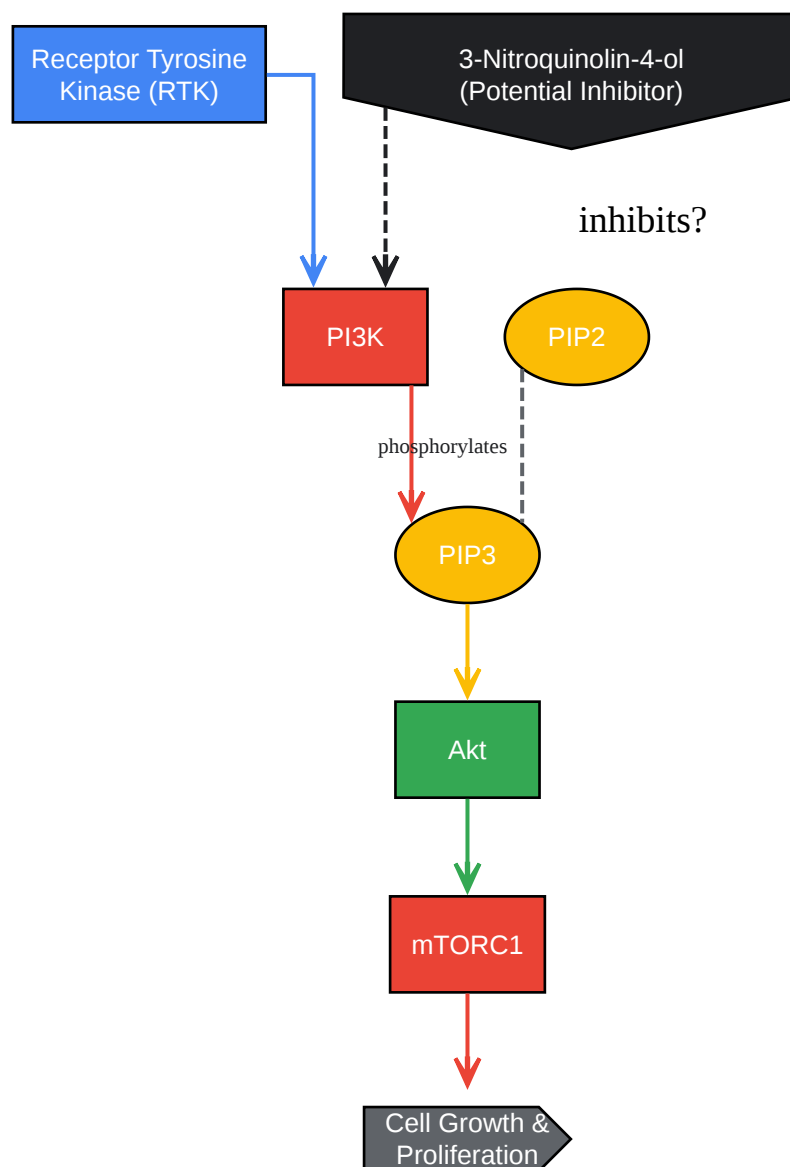 Receptor Tyrosine
Kinase (RTK)
3-Nitroquinolin-4-ol
(Potential Inhibitor)
inhibits?
PI3K
PIP2
phosphorylates
PIP3
Akt
mTORC1
Cell Growth &
Proliferation